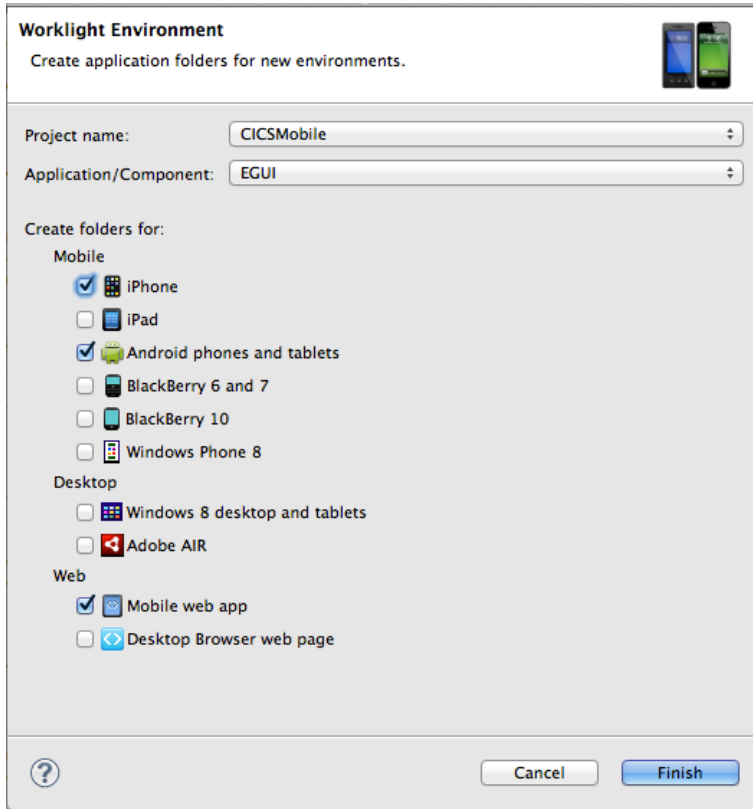 Worklight Environment
Create application folders for new environments.
Project name: CICSMobile
Application/Component: EGUI
Create folders for:
Mobile
iPhone
iPad
Android phones and tablets
BlackBerry 6 and 7
BlackBerry 10
Windows Phone 8
Desktop
Windows 8 desktop and tablets
Adobe AIR
Web
Mobile web app
Desktop Browser web page
? Cancel Finish